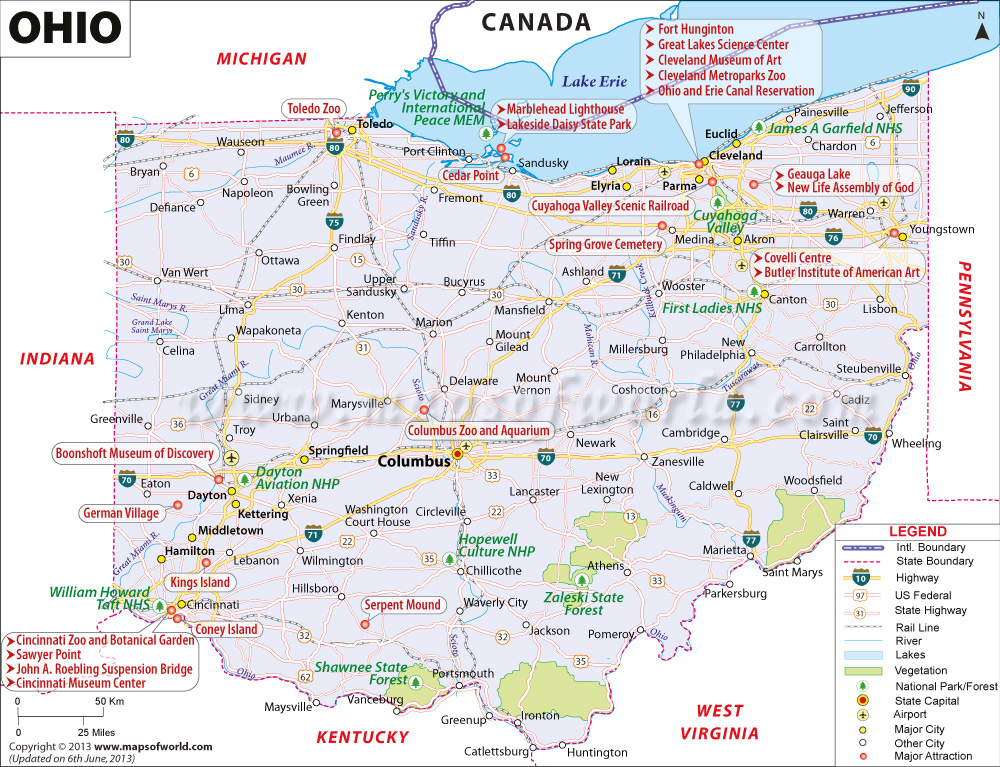 OHIO
CANADA
N
MICHIGAN
Lake Erie
Fort Hunginton
Great Lakes Science Center
Cleveland Museum of Art
Cleveland Metroparks Zoo
Ohio and Erie Canal Reservation
90
Perry's Victory and
International
Peace MEM
Marblehead Lighthouse
Lakeside Daisy State Park
Toledo Zoo
Toledo
80
80
Painesville
Jefferson
James A Garfield NHS
Euclid
Chardon
Wauseon
Maumee R.
Port Clinton
Sandusky
Cedar Point
Lorain
Cleveland
Bryan
6
Napoleon
Bowling
Green
Fremont
80
Elyria
Parma
Geauga Lake
New Life Assembly of God
Defiance
Sandusky R.
Cuyahoga Valley Scenic Railroad
Cuyahoga
Valley
80
Warren
75
Findlay
Tiffin
Spring Grove Cemetery
Medina
Akron
76
Youngstown
Ottawa
Covelli Centre
Butler Institute of American Art
Van Wert
30
15
Upper
Sandusky
Bucyrus
30
Ashland
71
Killbuck Creek
Wooster
First Ladies NHS
Canton
30
Lisbon
PENNSYLVANIA
Saint Marys R.
30
Lima
Kenton
Mansfield
Grand Lake
Saint Marys
Wapakoneta
Marion
Mount
Gilead
Mohican R.
Millersburg
New
Philadelphia
Carrollton
Ohio
INDIANA
Celina
31
Great Miami R.
Sidney
Scioto
Delaware
Mount
Vernon
Coshocton
Tuscarawas
Steubenville
www.mapsofworld.com
77
Cadiz
Greenville
36
Troy
Urbana
Marysville
16
22
Saint
Clairsville
70
Wheeling
Columbus Zoo and Aquarium
Cambridge
Boonshoft Museum of Discovery
Springfield
Columbus
70
Newark
Zanesville
33
70
Eaton
Dayton
Aviation NHP
Dayton
Xenia
Kettering
German Village
Lancaster
New
Lexington
Caldwell
Woodsfield
Muskingum
Washington
Court House
Circleville
13
Middletown
71
Great Miami R.
Hamilton
Lebanon
Wilmington
Hopewell
Culture NHP
35
Chillicothe
Marietta
77
Saint Marys
Kings Island
Athens
33
Parkersburg
William Howard
Taft NHS
Cincinnati
Hillsboro
Serpent Mound
Waverly City
Zaleski State
Forest
Coney Island
32
32
Jackson
Pomeroy
Ohio
Cincinnati Zoo and Botanical Garden
Sawyer Point
John A. Roebling Suspension Bridge
Cincinnati Museum Center
Ohio
62
Scioto
35
Shawnee State
Forest
Portsmouth
Maysville
Vanceburg
Greenup
Ironton
WEST
VIRGINIA
KENTUCKY
Catlettsburg
Huntington
0
50 Km
0
25 Miles
Copyright © 2013 www.mapsofworld.com
(Updated on 6th June, 2013)
LEGEND
Intl. Boundary
State Boundary
10
Highway
97
US Federal
31
State Highway
Rail Line
River
Lakes
Vegetation
National Park/Forest
State Capital
Airport
Major City
Other City
Major Attraction